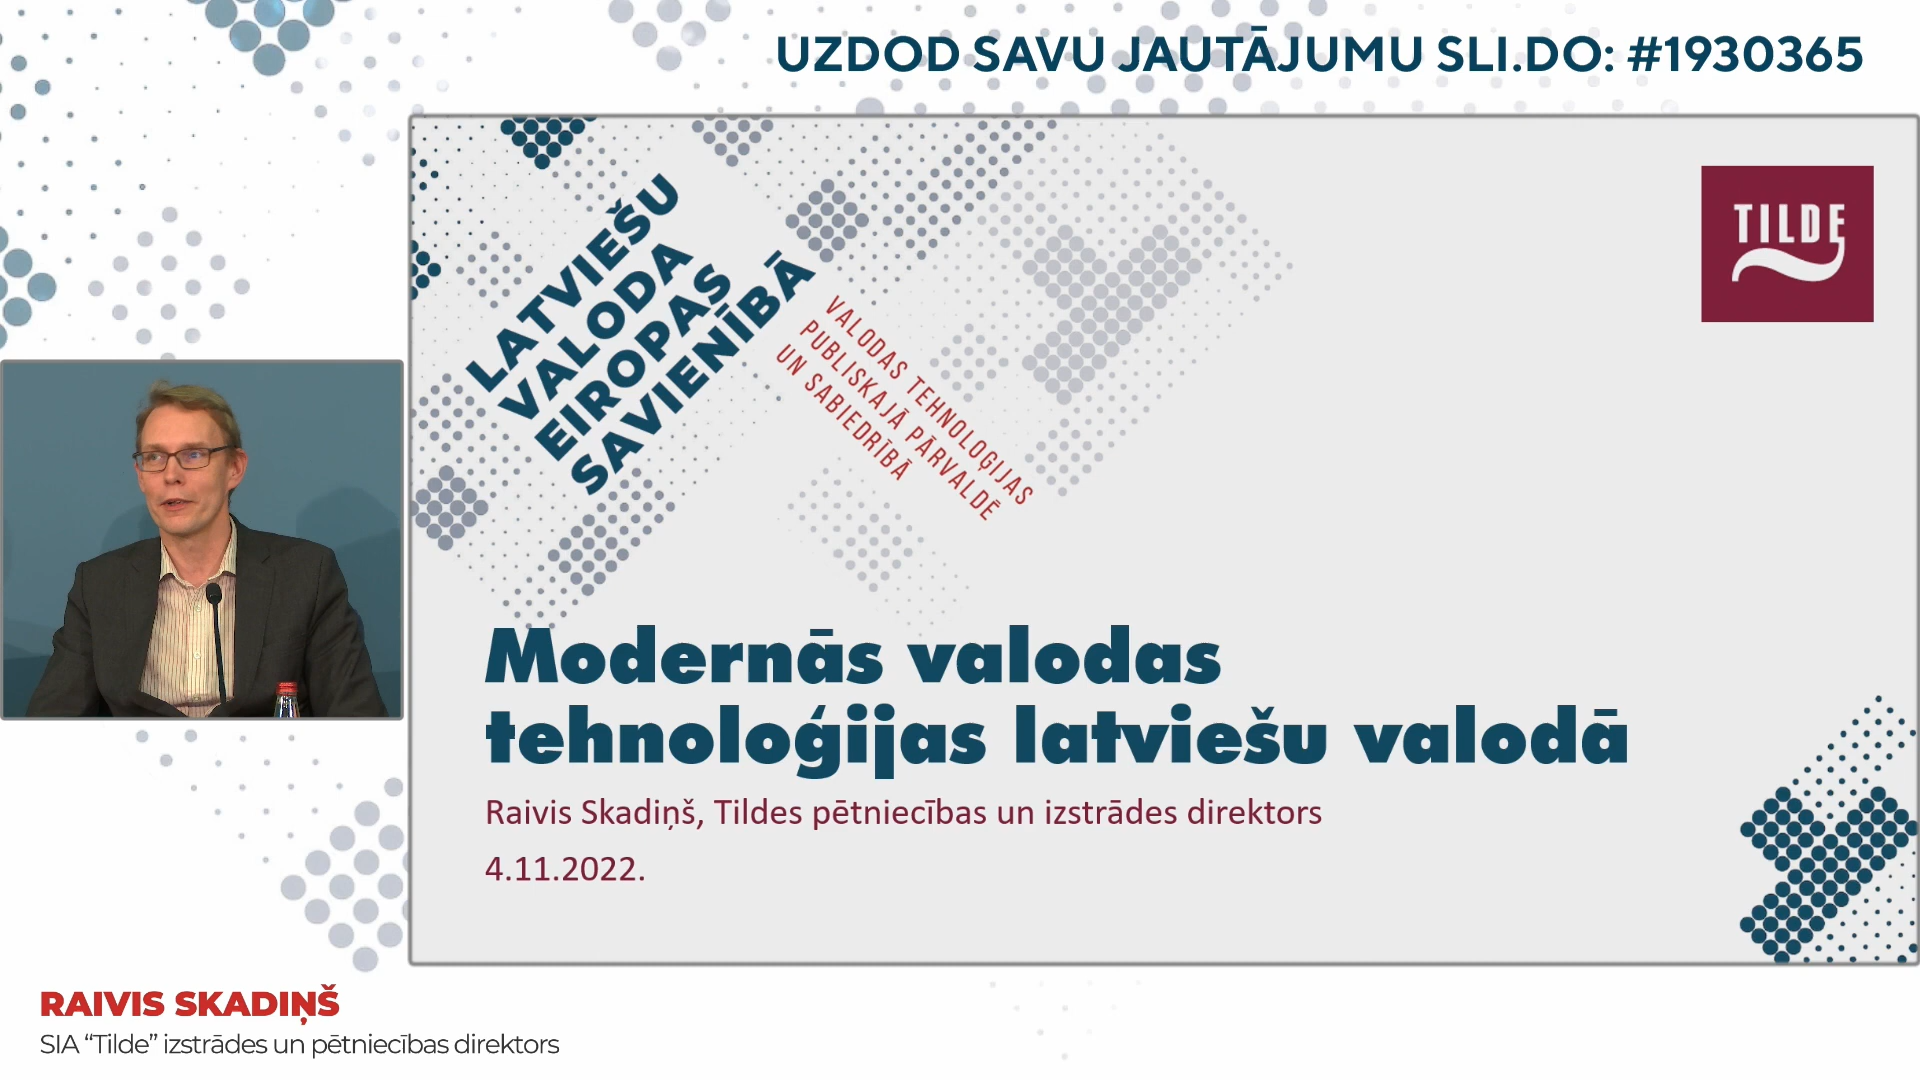 UZDOD SAVU JAUTĀJUMU SLI.DO: #1930365
LATVIEŠU
VALODA
EIROPAS
SAVIENĪBĀ
VALODAS TEHNOLOĢIJAS
PUBLISKAJĀ PĀRVALDĒ
UN SABIEDRĪBĀ
TILDE
Modernās valodas
tehnoloģijas latviešu valodā
Raivis Skadiņš, Tildes pētniecības un izstrādes direktors
4.11.2022.
RAIVIS SKADIŅŠ
SIA “Tilde” izstrādes un pētniecības direktors